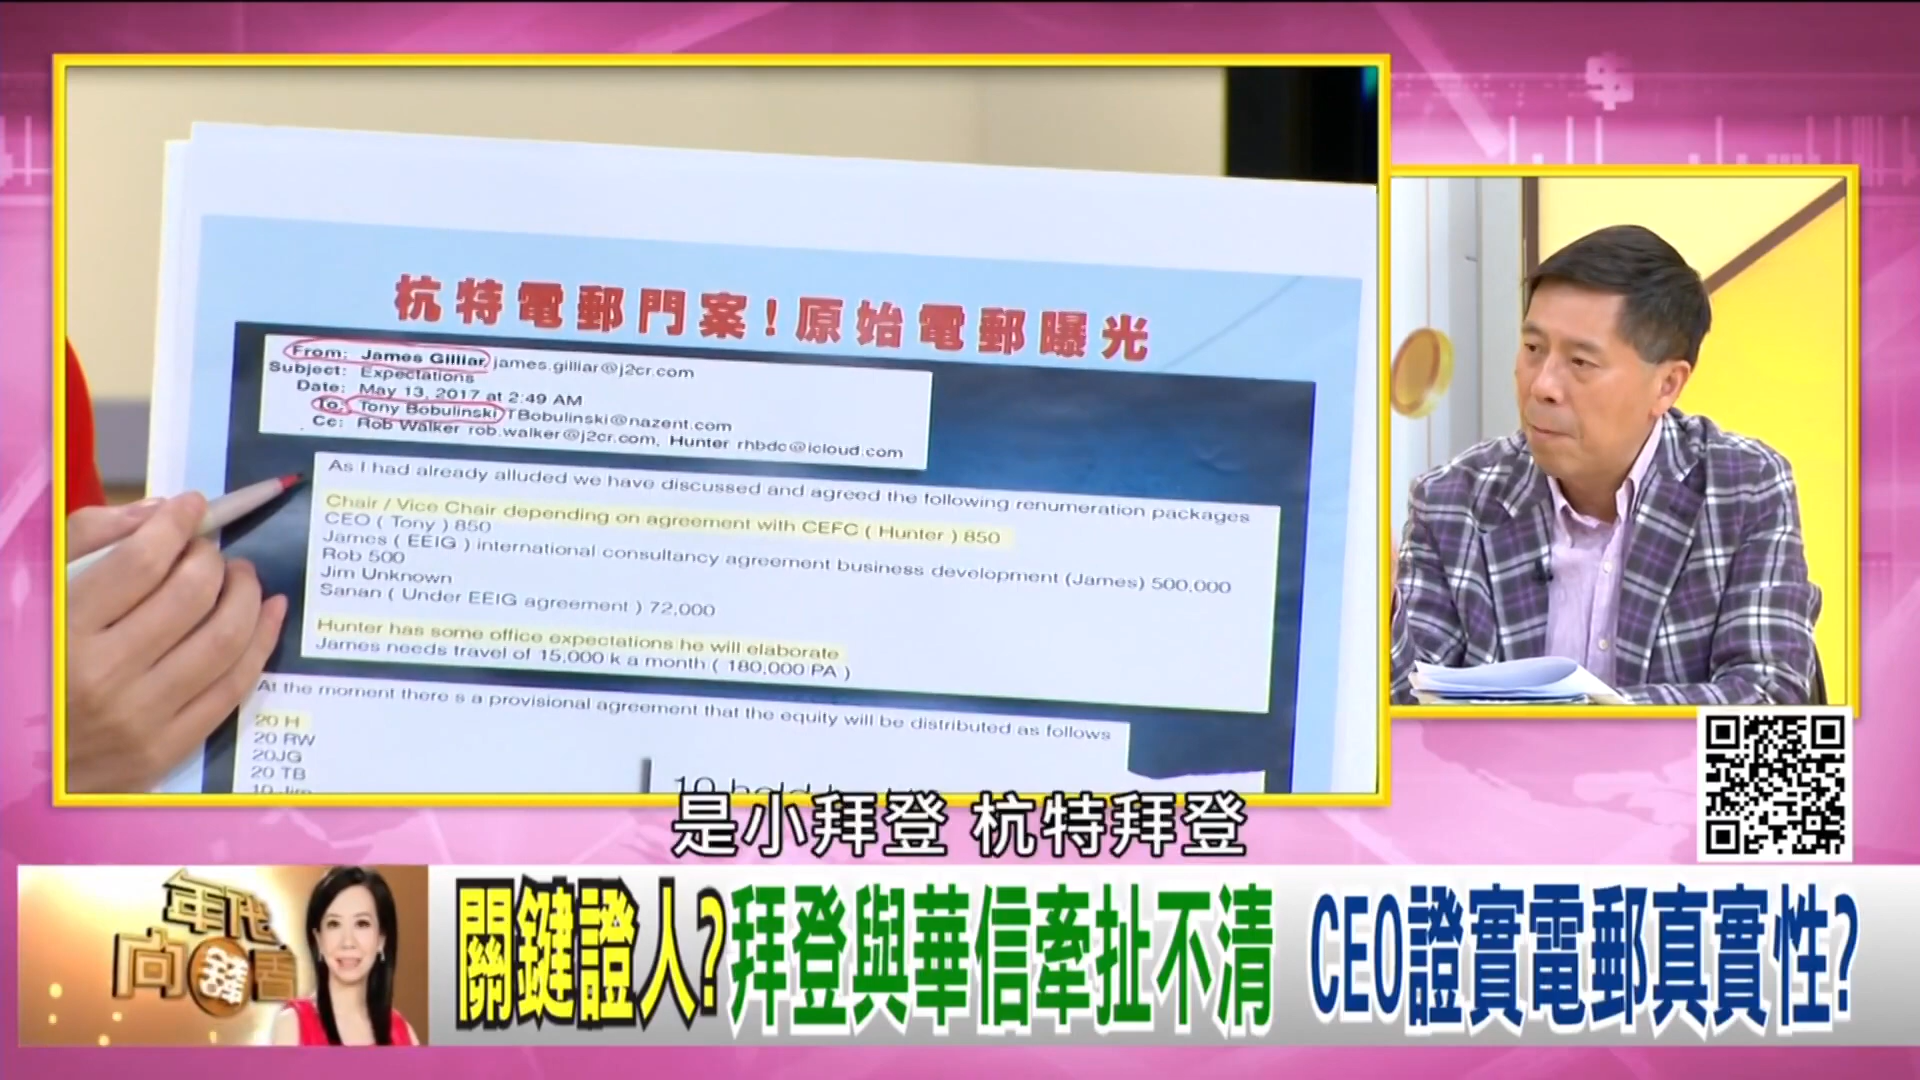 杭特電郵門案!原始電郵曝光
From: James Gilliar james.gilliar@j2cr.com
Subject: Expectations
Date: May 13, 2017 at 2:49 AM
To: Tony Bobulinski TBobulinski@nazent.com
Cc: Rob Walker rob.walker@j2cr.com, Hunter rhbdc@icloud.com
As I had already alluded we have discussed and agreed the following renumeration packages
Chair / Vice Chair depending on agreement with CEFC ( Hunter ) 850
CEO ( Tony ) 850
James ( EEIG ) international consultancy agreement business development (James) 500,000
Rob 500
Jim Unknown
Sanan ( Under EEIG agreement ) 72,000
Hunter has some office expectations he will elaborate
James needs travel of 15,000 k a month ( 180,000 PA )
At the moment there s a provisional agreement that the equity will be distributed as follows
20 H
20 RW
20JG
20 TB
10 Jim
是小拜登 杭特拜登
年代向錢看
關鍵證人?拜登與華信牽扯不清 CEO證實電郵真實性?